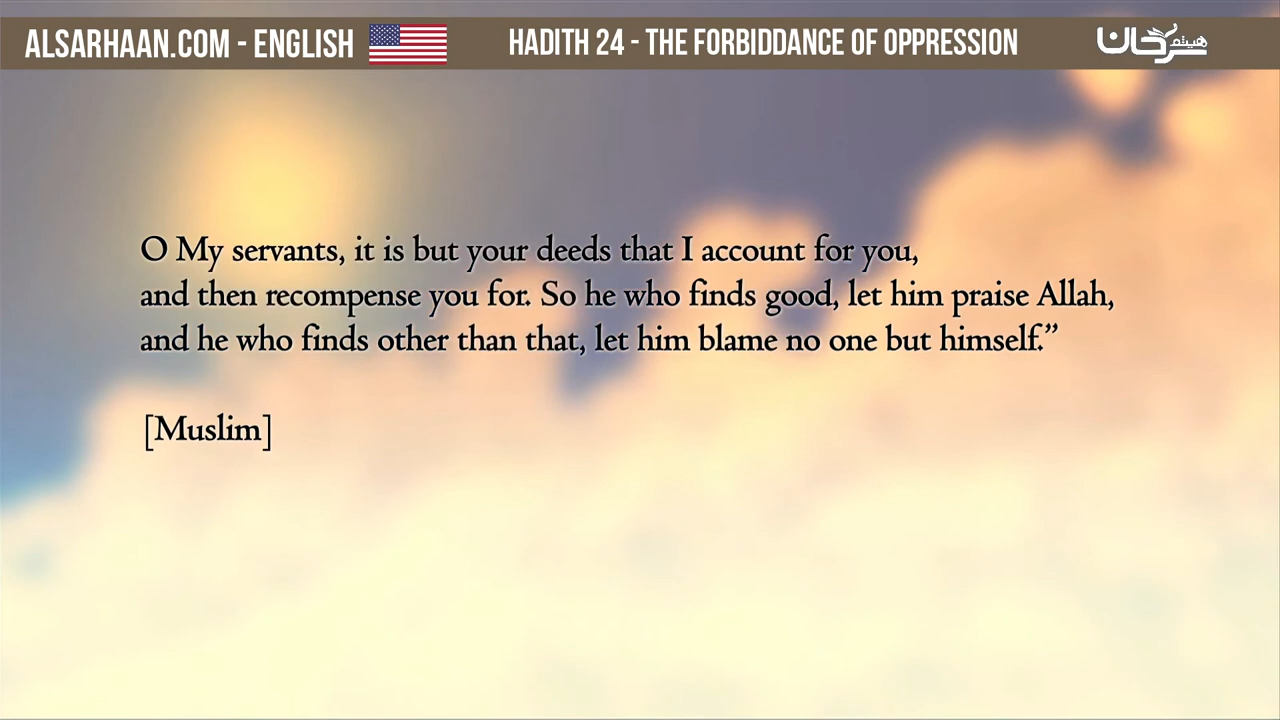 ALSARHAAN.COM - ENGLISH
HADITH 24 - THE FORBIDDANCE OF OPPRESSION
هيثم سرحان
O My servants, it is but your deeds that I account for you,
and then recompense you for. So he who finds good, let him praise Allah,
and he who finds other than that, let him blame no one but himself.”
[Muslim]